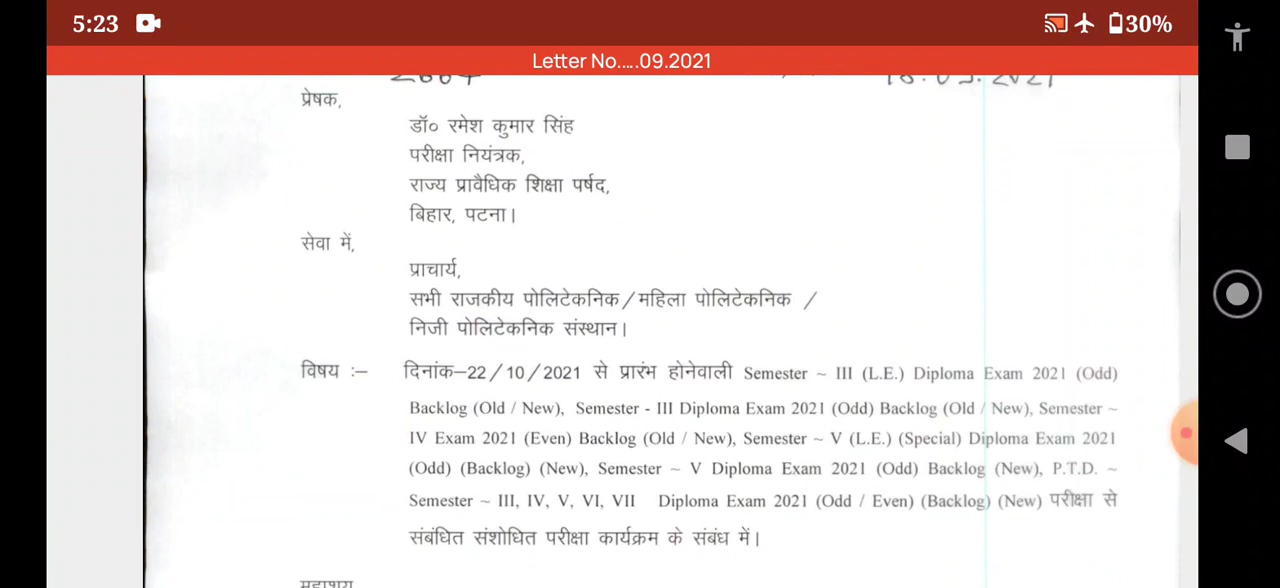 5:23
30%
Letter No.....09.2021
प्रेषक,
डॉ० रमेश कुमार सिंह
परीक्षा नियंत्रक,
राज्य प्रावैधिक शिक्षा पर्षद,
बिहार, पटना।
सेवा में,
प्राचार्य,
सभी राजकीय पोलिटेकनिक/महिला पोलिटेकनिक /
निजी पोलिटेकनिक संस्थान।
विषय :– दिनांक–22/10/2021 से प्रारंभ होनेवाली Semester ~ III (L.E.) Diploma Exam 2021 (Odd)
Backlog (Old / New), Semester - III Diploma Exam 2021 (Odd) Backlog (Old / New), Semester ~
IV Exam 2021 (Even) Backlog (Old / New), Semester ~ V (L.E.) (Special) Diploma Exam 2021
(Odd) (Backlog) (New), Semester ~ V Diploma Exam 2021 (Odd) Backlog (New), P.T.D. ~
Semester ~ III, IV, V, VI, VII Diploma Exam 2021 (Odd / Even) (Backlog) (New) परीक्षा से
संबंधित संशोधित परीक्षा कार्यक्रम के संबंध में।